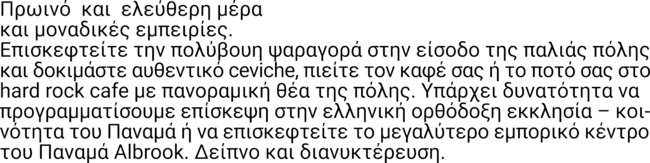 Πρωινό και ελεύθερη μέρα
και μοναδικές εμπειρίες.
Επισκεφτείτε την πολύβουη ψαραγορά στην είσοδο της παλιάς πόλης
και δοκιμάστε αυθεντικό ceviche, πιείτε τον καφέ σας ή το ποτό σας στο
hard rock cafe με πανοραμική θέα της πόλης. Υπάρχει δυνατότητα να
προγραμματίσουμε επίσκεψη στην ελληνική ορθόδοξη εκκλησία – κοι-
νότητα του Παναμά ή να επισκεφτείτε το μεγαλύτερο εμπορικό κέντρο
του Παναμά Albrook. Δείπνο και διανυκτέρευση.